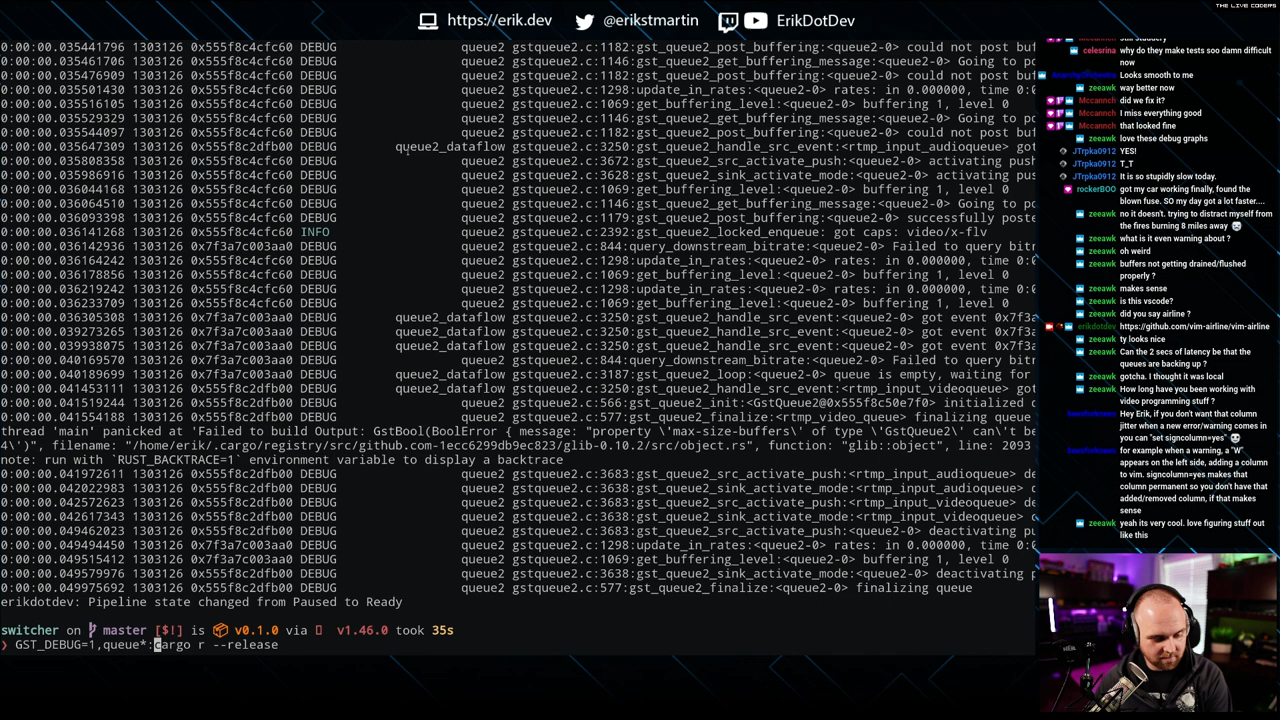 https://erik.dev @erikstmartin ErikDotDev
THE LIVE CODERS
0:00:00.035441796 1303126 0x555f8c4cfc60 DEBUG queue2 gstqueue2.c:1182:gst_queue2_post_buffering:<queue2-0> could not post buf
0:00:00.035461706 1303126 0x555f8c4cfc60 DEBUG queue2 gstqueue2.c:1146:gst_queue2_get_buffering_message:<queue2-0> Going to po
0:00:00.035476909 1303126 0x555f8c4cfc60 DEBUG queue2 gstqueue2.c:1182:gst_queue2_post_buffering:<queue2-0> could not post buf
0:00:00.035501430 1303126 0x555f8c4cfc60 DEBUG queue2 gstqueue2.c:1298:update_in_rates:<queue2-0> rates: in 0.000000, time 0:0
0:00:00.035516105 1303126 0x555f8c4cfc60 DEBUG queue2 gstqueue2.c:1069:get_buffering_level:<queue2-0> buffering 1, level 0
0:00:00.035529329 1303126 0x555f8c4cfc60 DEBUG queue2 gstqueue2.c:1146:gst_queue2_get_buffering_message:<queue2-0> Going to po
0:00:00.035544097 1303126 0x555f8c4cfc60 DEBUG queue2 gstqueue2.c:1182:gst_queue2_post_buffering:<queue2-0> could not post buf
0:00:00.035647309 1303126 0x555f8c2dfb00 DEBUG queue2_dataflow gstqueue2.c:3250:gst_queue2_handle_src_event:<rtmp_input_audioqueue> got
0:00:00.035808358 1303126 0x555f8c4cfc60 DEBUG queue2 gstqueue2.c:3672:gst_queue2_src_activate_push:<queue2-0> activating push
0:00:00.035986916 1303126 0x555f8c4cfc60 DEBUG queue2 gstqueue2.c:3628:gst_queue2_sink_activate_mode:<queue2-0> activating pus
0:00:00.036044168 1303126 0x555f8c4cfc60 DEBUG queue2 gstqueue2.c:1069:get_buffering_level:<queue2-0> buffering 1, level 0
0:00:00.036064510 1303126 0x555f8c4cfc60 DEBUG queue2 gstqueue2.c:1146:gst_queue2_get_buffering_message:<queue2-0> Going to po
0:00:00.036093398 1303126 0x555f8c4cfc60 DEBUG queue2 gstqueue2.c:1179:gst_queue2_post_buffering:<queue2-0> successfully poste
0:00:00.036141268 1303126 0x555f8c4cfc60 INFO queue2 gstqueue2.c:2392:gst_queue2_locked_enqueue: got caps: video/x-flv
0:00:00.036142936 1303126 0x7f3a7c003aa0 DEBUG queue2 gstqueue2.c:844:query_downstream_bitrate:<queue2-0> Failed to query bitr
0:00:00.036164242 1303126 0x555f8c4cfc60 DEBUG queue2 gstqueue2.c:1298:update_in_rates:<queue2-0> rates: in 0.000000, time 0:0
0:00:00.036178856 1303126 0x555f8c4cfc60 DEBUG queue2 gstqueue2.c:1069:get_buffering_level:<queue2-0> buffering 1, level 0
0:00:00.036219242 1303126 0x555f8c4cfc60 DEBUG queue2 gstqueue2.c:1298:update_in_rates:<queue2-0> rates: in 0.000000, time 0:0
0:00:00.036233709 1303126 0x555f8c4cfc60 DEBUG queue2 gstqueue2.c:1069:get_buffering_level:<queue2-0> buffering 1, level 0
0:00:00.036305308 1303126 0x7f3a7c003aa0 DEBUG queue2_dataflow gstqueue2.c:3250:gst_queue2_handle_src_event:<queue2-0> got event 0x7f3a
0:00:00.039273265 1303126 0x7f3a7c003aa0 DEBUG queue2_dataflow gstqueue2.c:3250:gst_queue2_handle_src_event:<queue2-0> got event 0x7f3a
0:00:00.039938075 1303126 0x7f3a7c003aa0 DEBUG queue2_dataflow gstqueue2.c:3250:gst_queue2_handle_src_event:<queue2-0> got event 0x7f3a
0:00:00.040169570 1303126 0x7f3a7c003aa0 DEBUG queue2 gstqueue2.c:844:query_downstream_bitrate:<queue2-0> Failed to query bitr
0:00:00.040189699 1303126 0x7f3a7c003aa0 DEBUG queue2_dataflow gstqueue2.c:3187:gst_queue2_loop:<queue2-0> queue is empty, waiting for
0:00:00.041453111 1303126 0x555f8c2dfb00 DEBUG queue2_dataflow gstqueue2.c:3250:gst_queue2_handle_src_event:<rtmp_input_videoqueue> got
0:00:00.041519244 1303126 0x555f8c2dfb00 DEBUG queue2 gstqueue2.c:566:gst_queue2_init:<GstQueue2@0x555f8c50e7f0> initialized q
0:00:00.041554188 1303126 0x555f8c2dfb00 DEBUG queue2 gstqueue2.c:577:gst_queue2_finalize:<rtmp_video_queue> finalizing queue
thread 'main' panicked at 'Failed to build Output: GstBool(BoolError { message: "property \'max-size-buffers\' of type \'GstQueue2\' can\'t be
4\')", filename: "/home/erik/.cargo/registry/src/github.com-1ecc6299db9ec823/glib-0.10.2/src/object.rs", function: "glib::object", line: 2093
note: run with `RUST_BACKTRACE=1` environment variable to display a backtrace
0:00:00.041972611 1303126 0x555f8c2dfb00 DEBUG queue2 gstqueue2.c:3683:gst_queue2_src_activate_push:<rtmp_input_audioqueue> de
0:00:00.042022983 1303126 0x555f8c2dfb00 DEBUG queue2 gstqueue2.c:3638:gst_queue2_sink_activate_mode:<rtmp_input_audioqueue> d
0:00:00.042572623 1303126 0x555f8c2dfb00 DEBUG queue2 gstqueue2.c:3683:gst_queue2_src_activate_push:<rtmp_input_videoqueue> de
0:00:00.042617343 1303126 0x555f8c2dfb00 DEBUG queue2 gstqueue2.c:3638:gst_queue2_sink_activate_mode:<rtmp_input_videoqueue> d
0:00:00.049462023 1303126 0x555f8c2dfb00 DEBUG queue2 gstqueue2.c:3683:gst_queue2_src_activate_push:<queue2-0> deactivating pu
0:00:00.049494450 1303126 0x7f3a7c003aa0 DEBUG queue2 gstqueue2.c:1298:update_in_rates:<queue2-0> rates: in 0.000000, time 0:0
0:00:00.049515412 1303126 0x7f3a7c003aa0 DEBUG queue2 gstqueue2.c:1069:get_buffering_level:<queue2-0> buffering 1, level 0
0:00:00.049579976 1303126 0x555f8c2dfb00 DEBUG queue2 gstqueue2.c:3638:gst_queue2_sink_activate_mode:<queue2-0> deactivating p
0:00:00.049975692 1303126 0x555f8c2dfb00 DEBUG queue2 gstqueue2.c:577:gst_queue2_finalize:<queue2-0> finalizing queue
erikdotdev: Pipeline state changed from Paused to Ready
switcher on master [$!] is v0.1.0 via v1.46.0 took 35s
❯ GST_DEBUG=1,queue*:cargo r --release
celesrina why do they make tests soo damn difficult
now
Looks smooth to me
zeeawk way better now
Mccannch did we fix it?
Mccannch I miss everything good
Mccannch that looked fine
zeeawk love these debug graphs
JTrpka0912 YES!
JTrpka0912 T_T
JTrpka0912 It is so stupidly slow today.
rockerBOO got my car working finally, found the
blown fuse. SO my day got a lot faster....
zeeawk no it doesn't. trying to distract myself from
the fires burning 8 miles away
zeeawk what is it even warning about ?
zeeawk oh weird
zeeawk buffers not getting drained/flushed
properly ?
zeeawk makes sense
zeeawk is this vscode?
zeeawk did you say airline ?
erikdotdev https://github.com/vim-airline/vim-airline
zeeawk ty looks nice
zeeawk Can the 2 secs of latency be that the
queues are backing up ?
zeeawk gotcha. I thought it was local
zeeawk How long have you been working with
video programming stuff ?
Hey Erik, if you don't want that column
jitter when a new error/warning comes in
you can "set signcolumn=yes"
for example when a warning, a "W"
appears on the left side, adding a column
to vim. signcolumn=yes makes that
column permanent so you don't have that
added/removed column, if that makes
sense
zeeawk yeah its very cool. love figuring stuff out
like this